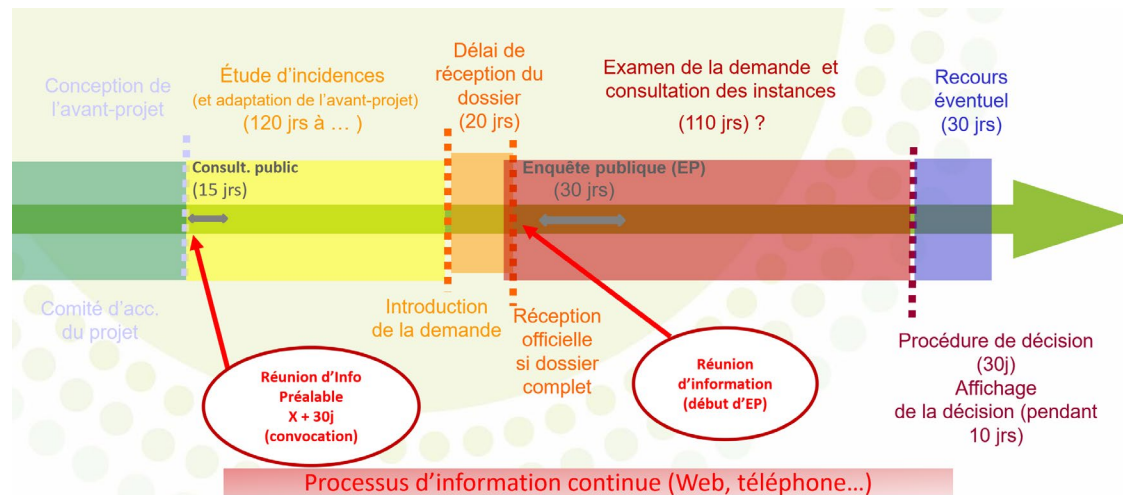 Conception de
l'avant-projet
Étude d'incidences
(et adaptation de l'avant-projet)
(120 jrs à … )
Délai de
réception du
dossier
(20 jrs)
Examen de la demande et
consultation des instances
(110 jrs) ?
Recours
éventuel
(30 jrs)
Consult. public
(15 jrs)
Enquête publique (EP)
(30 jrs)
Comité d'acc.
du projet
Introduction
de la demande
Réception
officielle
si dossier
complet
Procédure de décision
(30j)
Affichage
de la décision (pendant
10 jrs)
Réunion d'Info
Préalable
X + 30j
(convocation)
Réunion
d'information
(début d'EP)
Processus d'information continue (Web, téléphone…)